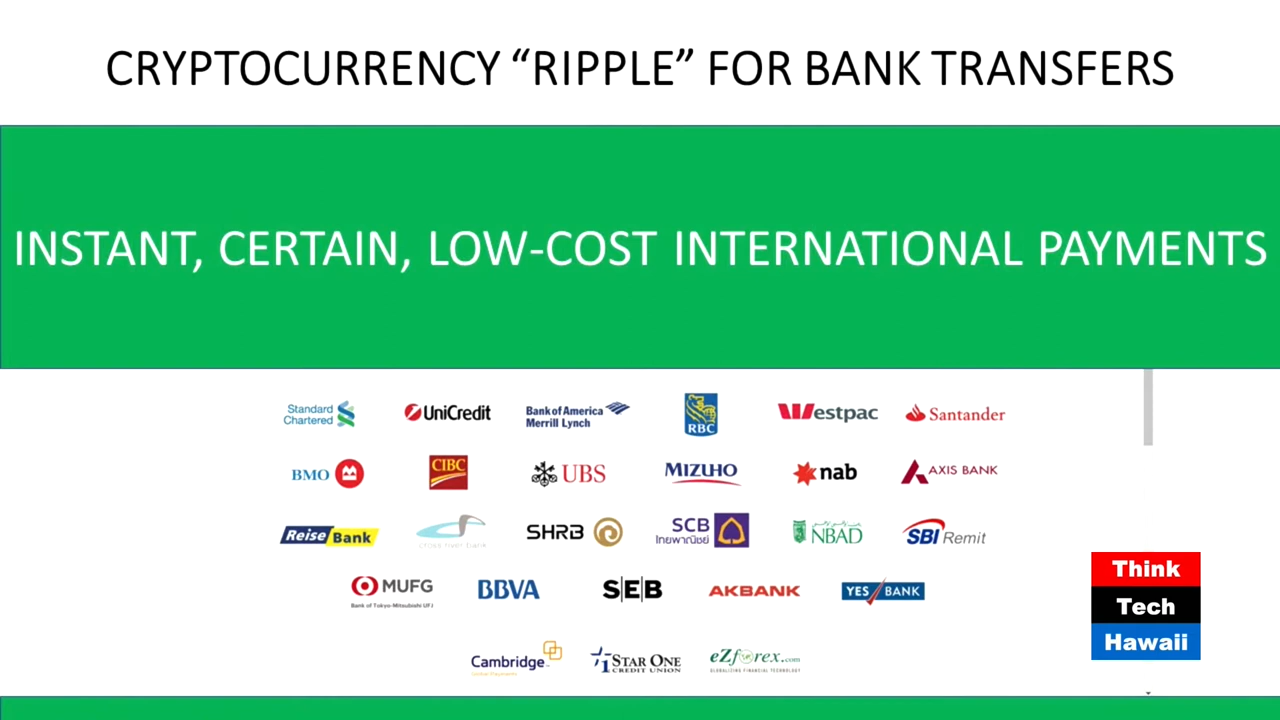 CRYPTOCURRENCY “RIPPLE” FOR BANK TRANSFERS
INSTANT, CERTAIN, LOW-COST INTERNATIONAL PAYMENTS
Standard
Chartered
UniCredit
Bank of America
Merrill Lynch
RBC
Westpac
Santander
BMO
CIBC
UBS
MIZUHO
nab
AXIS BANK
ReiseBank
SHRB
SCB
ไทยพาณิชย์
NBAD
SBI Remit
MUFG
Bank of Tokyo-Mitsubishi UFJ
BBVA
SEB
AKBANK
YES BANK
Cambridge
Global Payments
STAR ONE
CREDIT UNION
eZforex.com
GLOBALIZING FINANCIAL TECHNOLOGY
Think
Tech
Hawaii